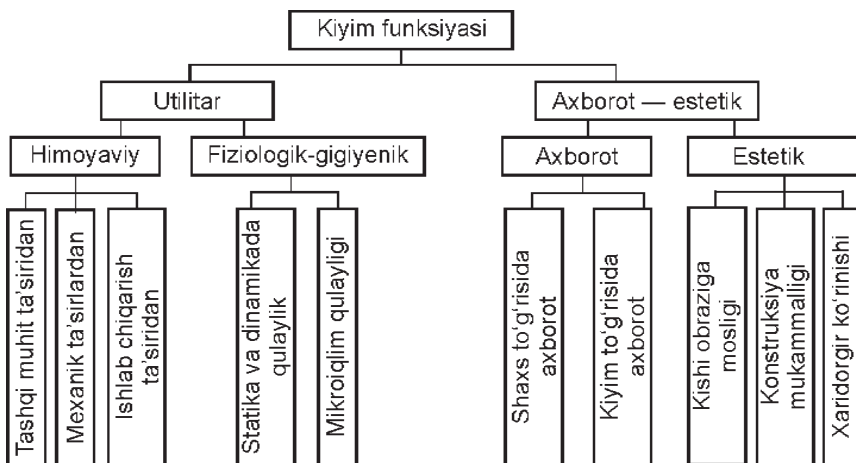 Kiyim funksiyasi
Utilitar
Axborot — estetik
Himoyaviy
Fiziologik-gigiyenik
Axborot
Estetik
Tashqi muhit ta’siridan
Mexanik ta’sirlardan
Ishlab chiqarish
ta’siridan
Statika va dinamikada
qulaylik
Mikroiqlim qulayligi
Shaxs to‘g‘risida
axborot
Kiyim to‘g‘risida
axborot
Kishi obraziga
mosligi
Konstruksiya
mukammalligi
Xaridorgir ko‘rinishi